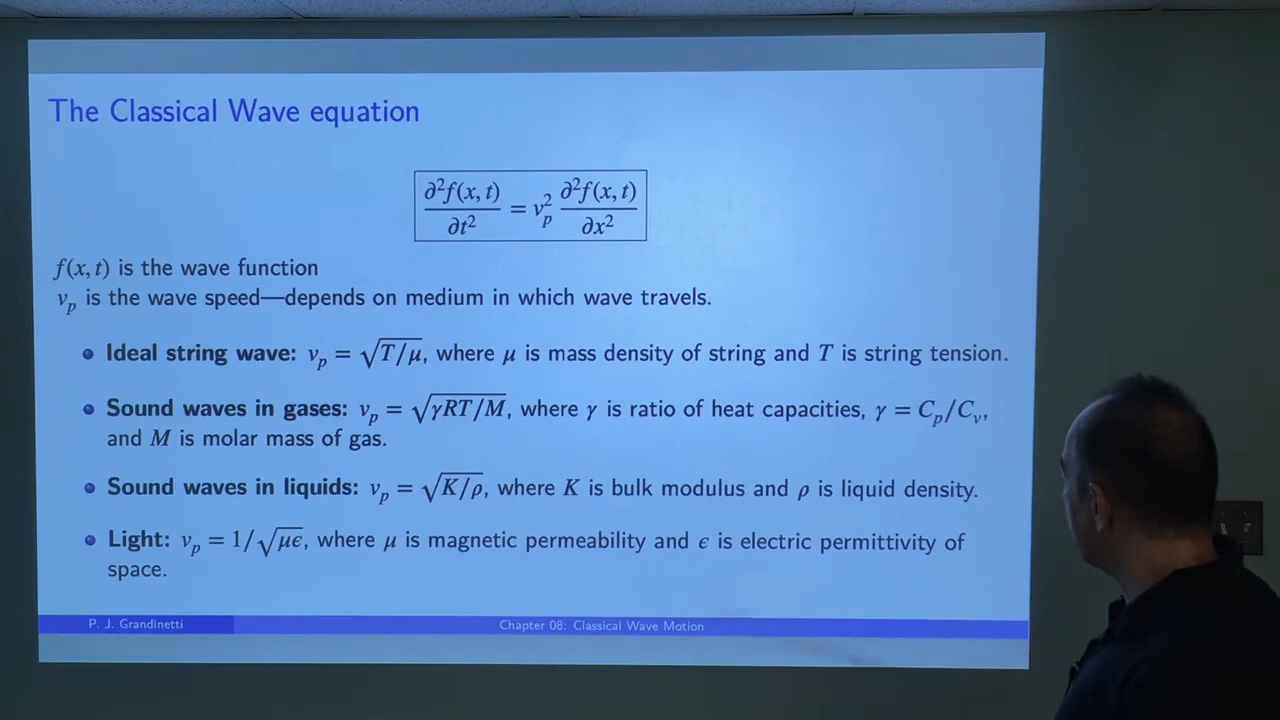 The Classical Wave equation
∂²f(x, t)/∂t² = v_p² ∂²f(x, t)/∂x²
f(x, t) is the wave function
v_p is the wave speed—depends on medium in which wave travels.
• Ideal string wave: v_p = √(T/μ), where μ is mass density of string and T is string tension.
• Sound waves in gases: v_p = √(γRT/M), where γ is ratio of heat capacities, γ = C_p/C_v,
and M is molar mass of gas.
• Sound waves in liquids: v_p = √(K/ρ), where K is bulk modulus and ρ is liquid density.
• Light: v_p = 1/√(μϵ), where μ is magnetic permeability and ϵ is electric permittivity of
space.
P. J. Grandinetti
Chapter 08: Classical Wave Motion